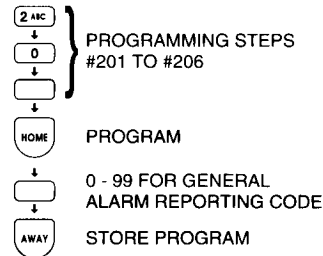 2 ABC
PROGRAMMING STEPS
0
#201 TO #206
HOME
PROGRAM
0 - 99 FOR GENERAL
ALARM REPORTING CODE
AWAY
STORE PROGRAM